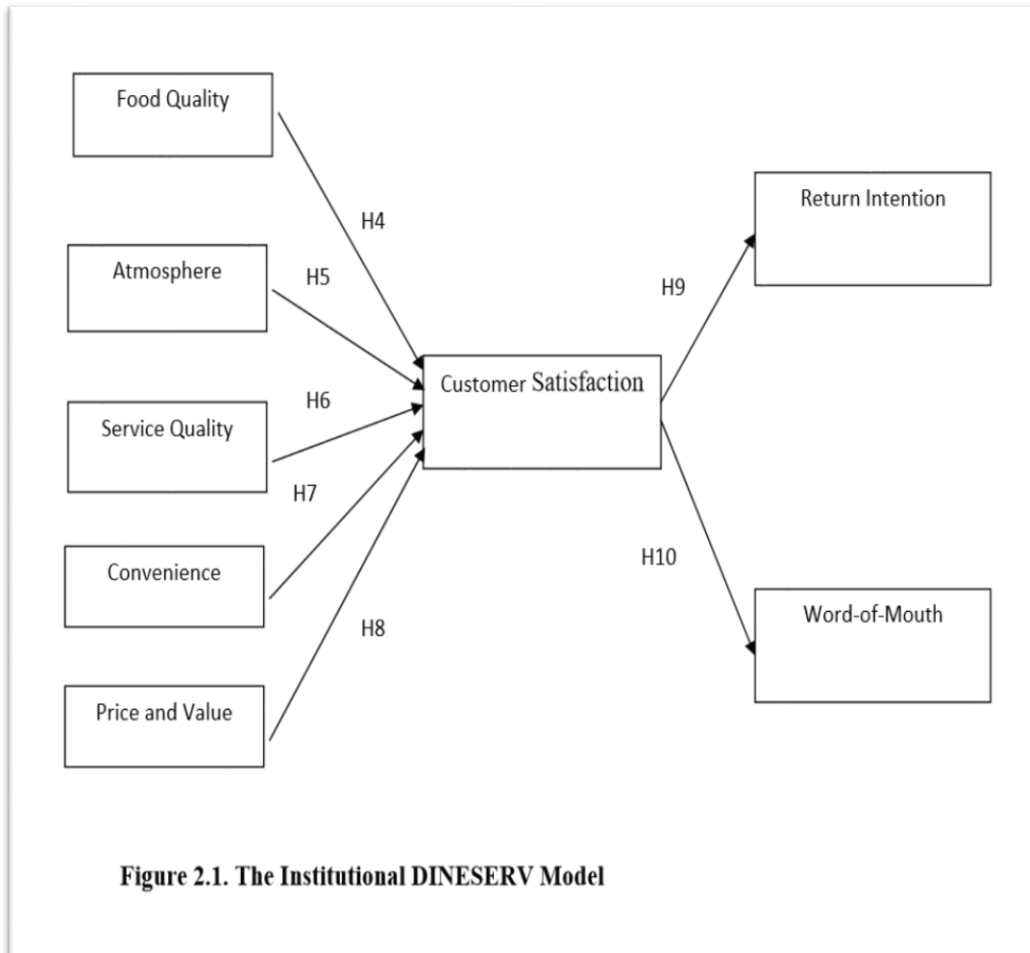 Food Quality
H4
Return Intention
Atmosphere
H5
H9
Customer Satisfaction
H6
Service Quality
H7
H10
Convenience
Word-of-Mouth
H8
Price and Value
Figure 2.1. The Institutional DINESERV Model